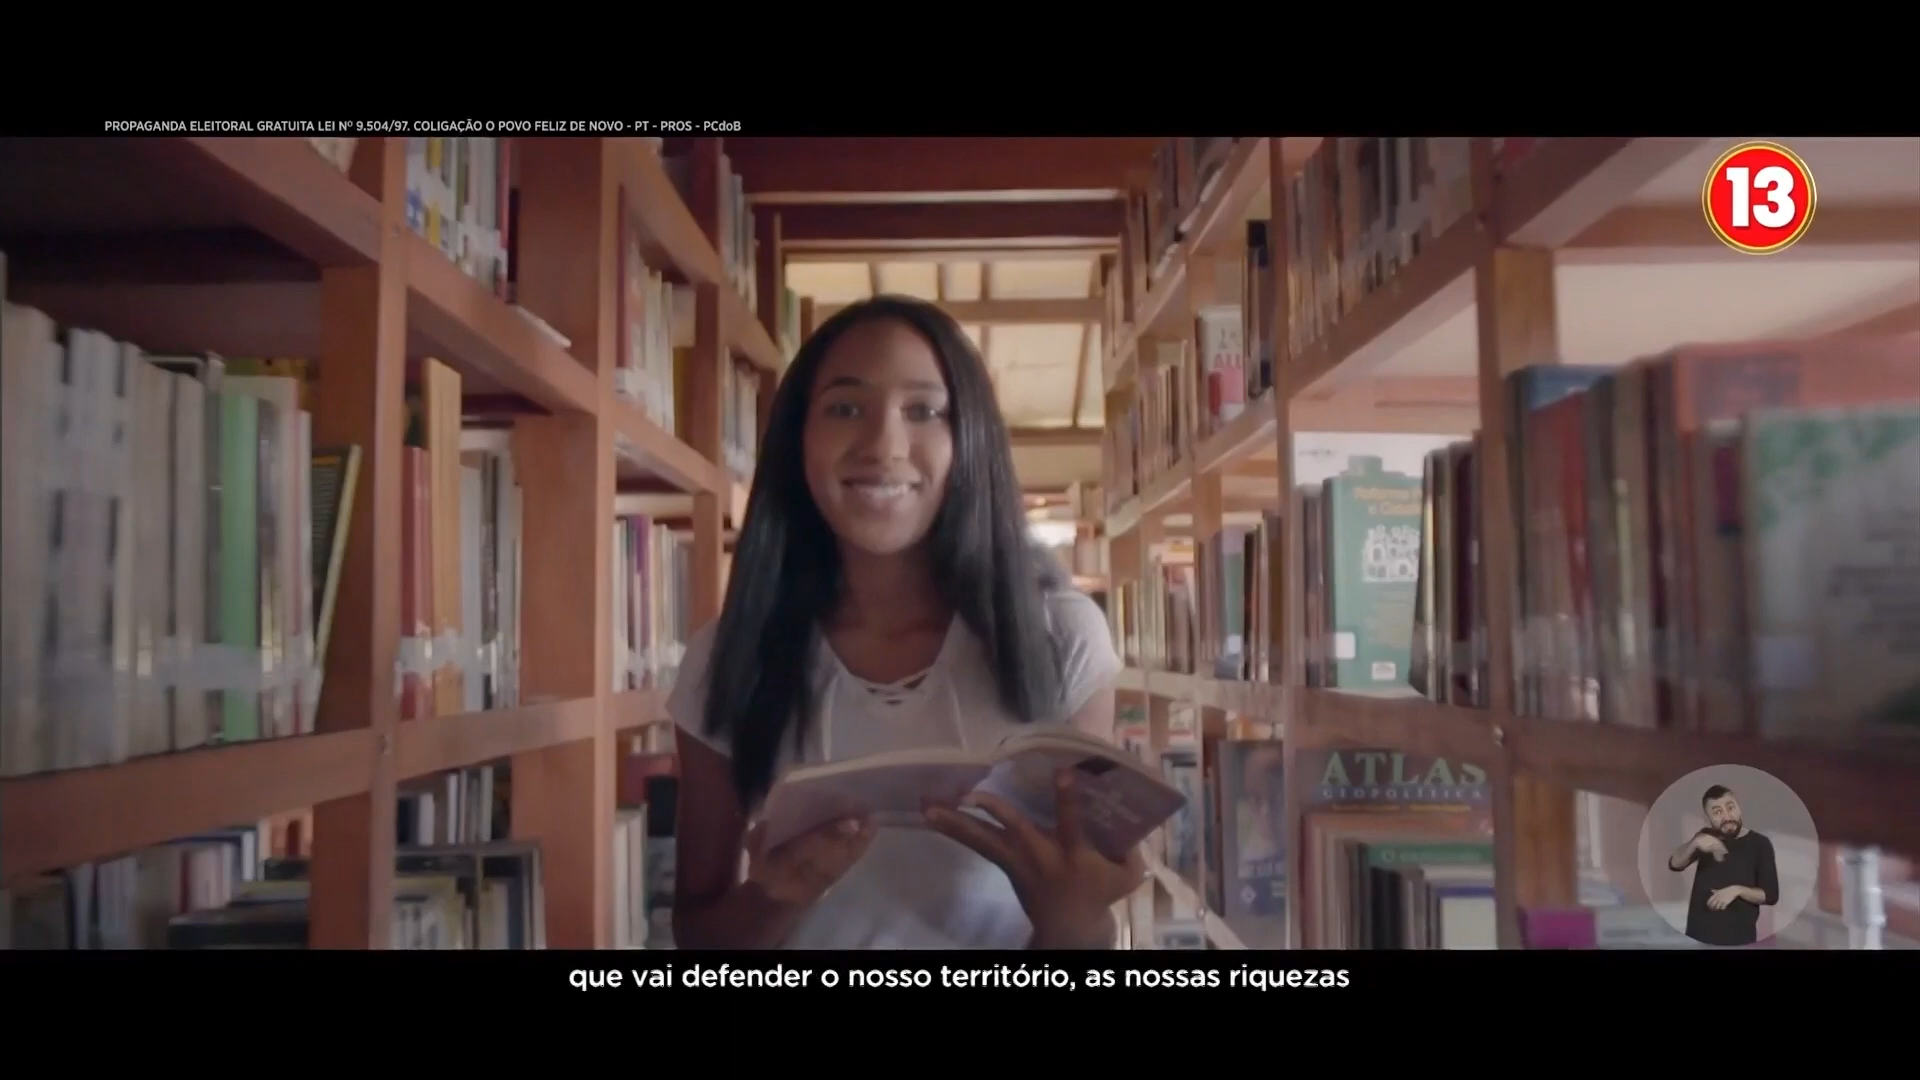 PROPAGANDA ELEITORAL GRATUITA LEI Nº 9.504/97. COLIGAÇÃO O POVO FELIZ DE NOVO - PT - PROS - PCdoB
13
ATLAS
GEOPOLÍTICA
que vai defender o nosso território, as nossas riquezas